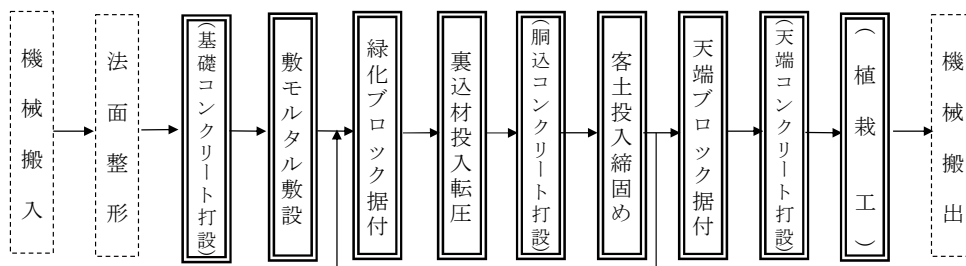 機械搬入
法面整形
(基礎コンクリート打設)
敷モルタル敷設
緑化ブロック据付
裏込材投入転圧
(胴込コンクリート打設)
客土投入締固め
天端ブロック据付
(天端コンクリート打設)
(植栽工)
機械搬出